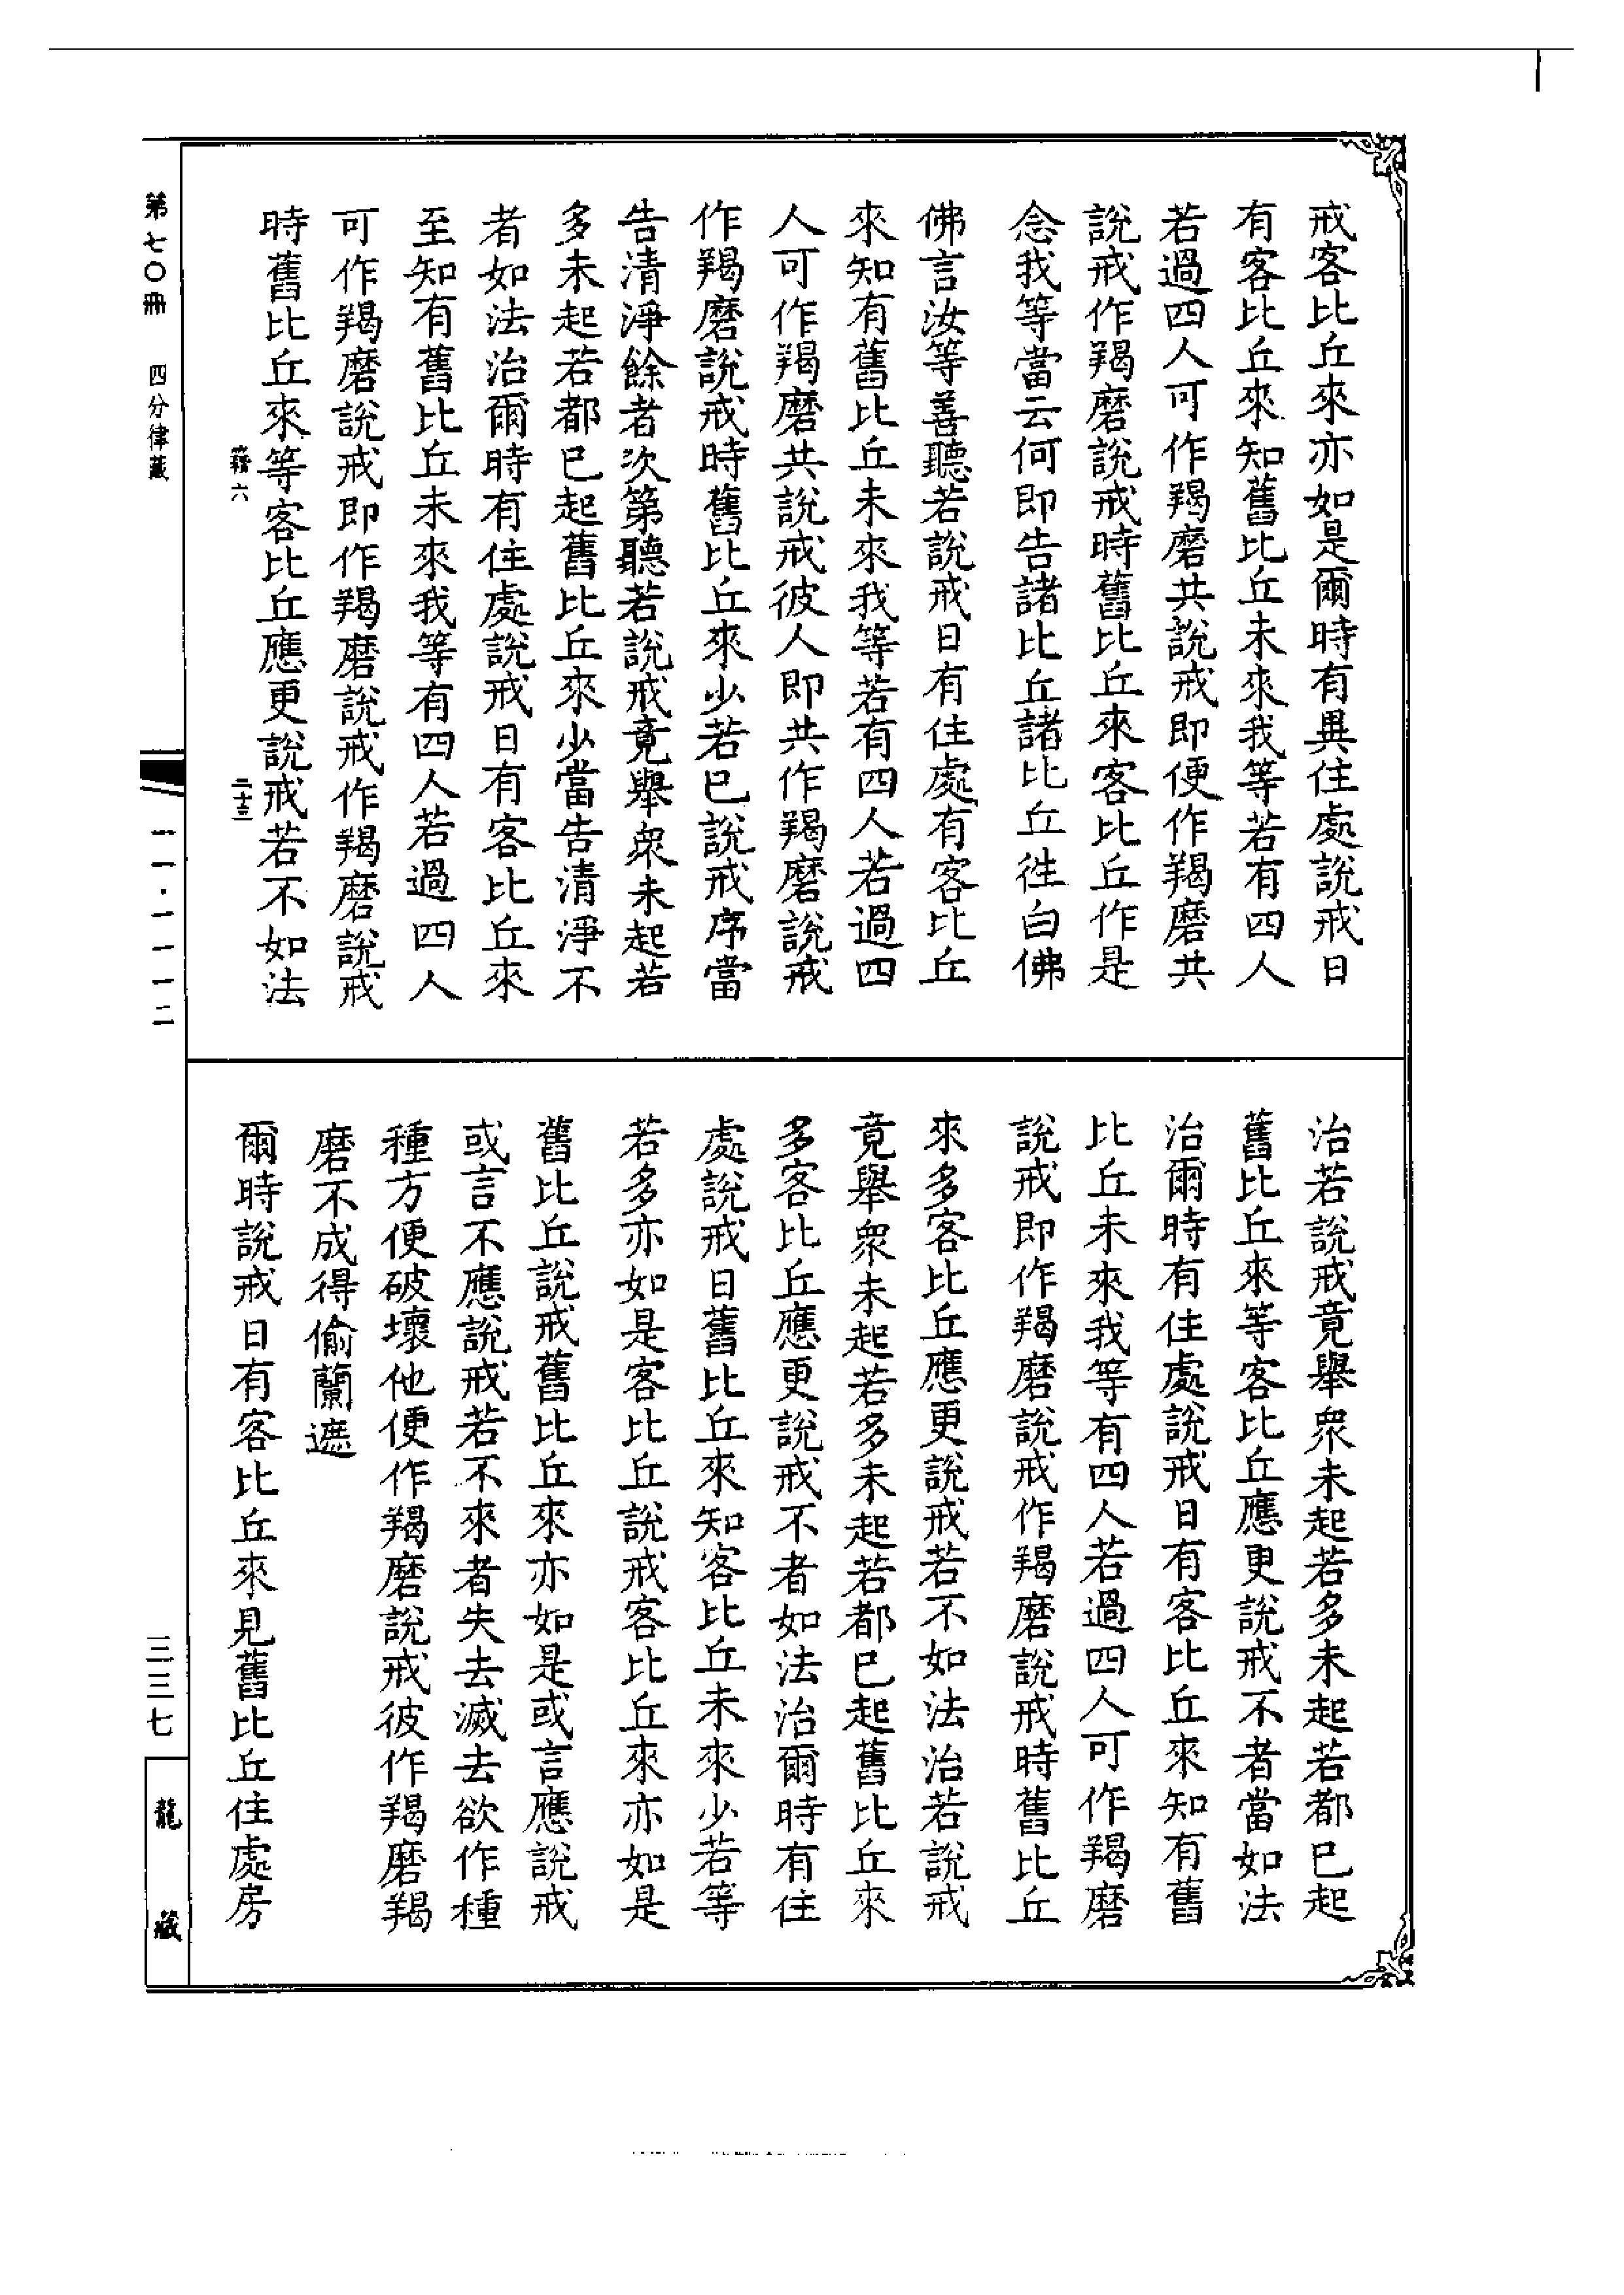 戒客比丘來亦如是爾時有異住處說戒日
有客比丘來知舊比丘未來我等若有四人
若過四人可作羯磨共說戒即便作羯磨共
說戒作羯磨說戒時舊比丘來客比丘作是
念我等當云何即告諸比丘諸比丘往白佛
佛言汝等善聽若說戒日有住處有客比丘
來知有舊比丘未來我等若有四人若過四
人可作羯磨共說戒彼人即共作羯磨說戒
作羯磨說戒時舊比丘來少若已說戒序當
告清淨餘者次第聽若說戒竟舉眾未起若
多未起若都已起舊比丘來少當告清淨不
者如法治爾時有住處說戒日有客比丘來
至知有舊比丘未來我等有四人若過四人
可作羯磨說戒即作羯磨說戒作羯磨說戒
時舊比丘來等客比丘應更說戒若不如法
籍六
二十三
治若說戒竟舉眾未起若多未起若都已起
舊比丘來等客比丘應更說戒不者當如法
治爾時有住處說戒日有客比丘來知有舊
比丘未來我等有四人若過四人可作羯磨
說戒即作羯磨說戒作羯磨說戒時舊比丘
來多客比丘應更說戒若不如法治若說戒
竟舉眾未起若多未起若都已起舊比丘來
多客比丘應更說戒不者如法治爾時有住
處說戒日舊比丘來知客比丘未來少若等
若多亦如是客比丘說戒客比丘來亦如是
舊比丘說戒舊比丘來亦如是或言應說戒
或言不應說戒若不來者失去滅去欲作種
種方便破壞他便作羯磨說戒彼作羯磨羯
磨不成得偷蘭遮
爾時說戒日有客比丘來見舊比丘住處房
第七〇冊
四分律藏
一一・一一一二
三三七
龍藏